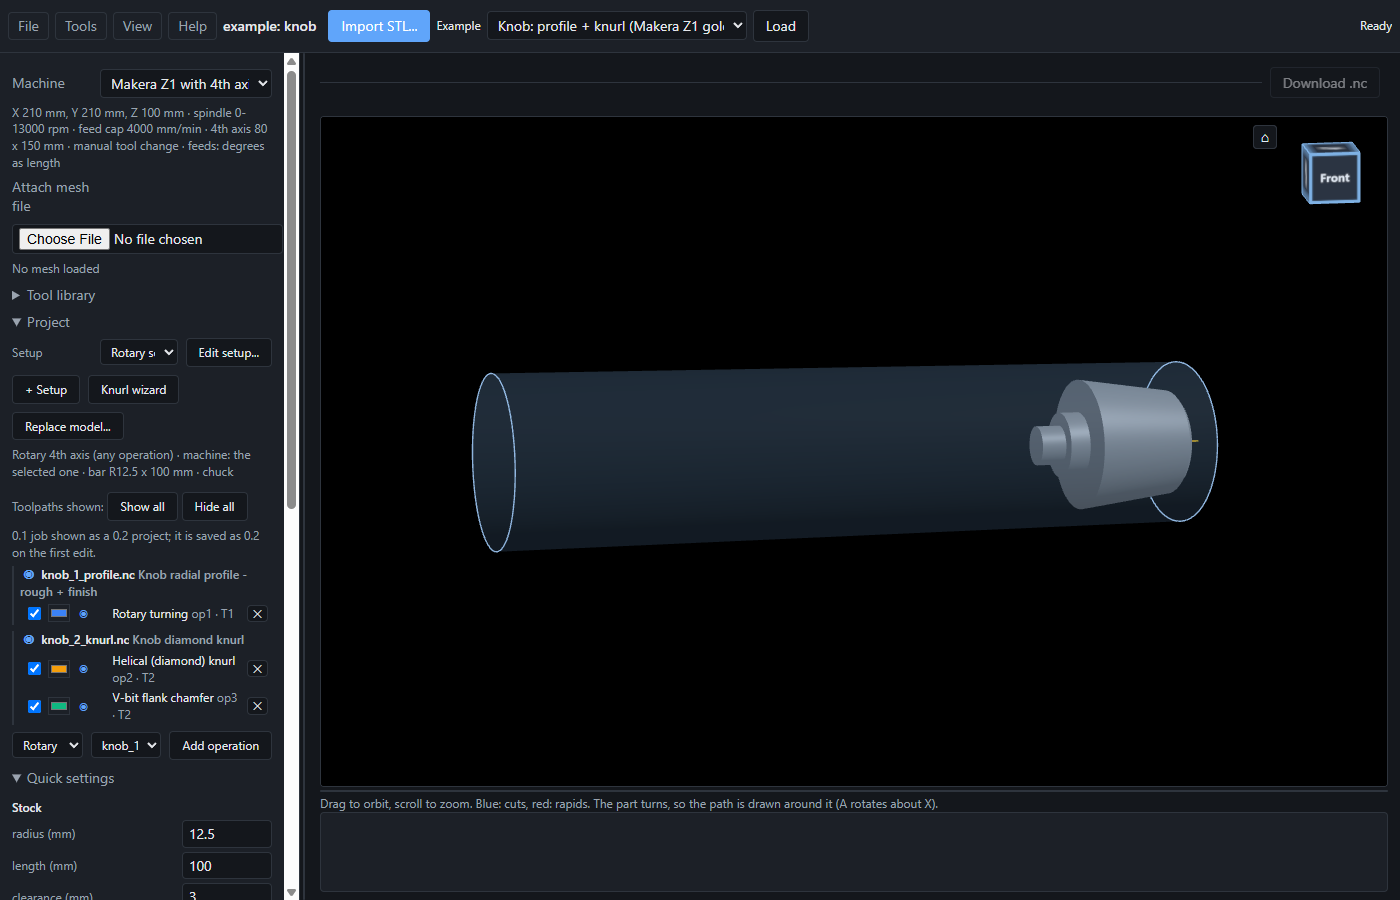 File Tools View Help example: knob Import STL... Example Knob: profile + knurl (Makera Z1 gol Load Ready
Machine Makera Z1 with 4th ax
X 210 mm, Y 210 mm, Z 100 mm · spindle 0-
13000 rpm · feed cap 4000 mm/min · 4th axis 80
x 150 mm · manual tool change · feeds: degrees
as length
Attach mesh
file
Choose File No file chosen
No mesh loaded
Tool library
Project
Setup Rotary s Edit setup...
+ Setup Knurl wizard
Replace model...
Rotary 4th axis (any operation) · machine: the
selected one · bar R12.5 x 100 mm · chuck
Toolpaths shown: Show all Hide all
0.1 job shown as a 0.2 project; it is saved as 0.2
on the first edit.
knob_1_profile.nc Knob radial profile -
rough + finish
Rotary turning op1 · T1
knob_2_knurl.nc Knob diamond knurl
Helical (diamond) knurl
op2 · T2
V-bit flank chamfer op3
· T2
Rotary knob_1 Add operation
Quick settings
Stock
radius (mm) 12.5
length (mm) 100
clearance (mm) 3
Download .nc
Front
Drag to orbit, scroll to zoom. Blue: cuts, red: rapids. The part turns, so the path is drawn around it (A rotates about X).